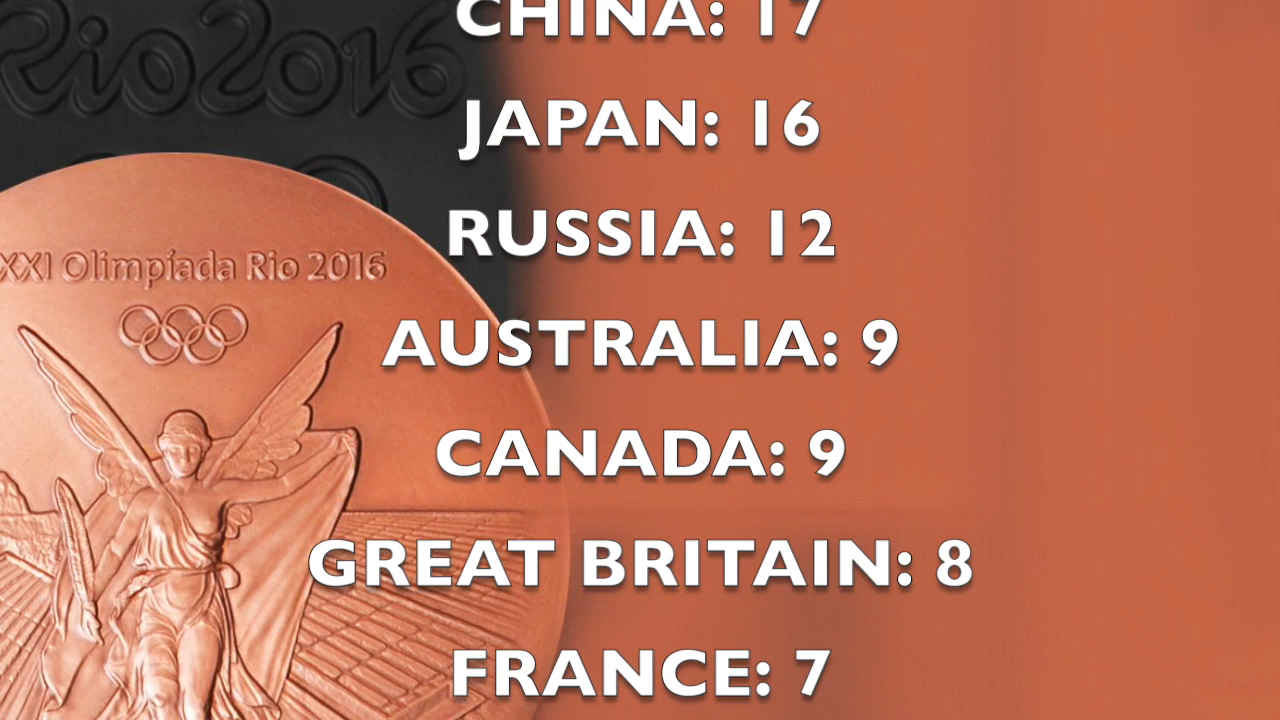 Rio2016
CHINA: 17
JAPAN: 16
RUSSIA: 12
XXXI Olimpíada Rio 2016
AUSTRALIA: 9
CANADA: 9
GREAT BRITAIN: 8
FRANCE: 7